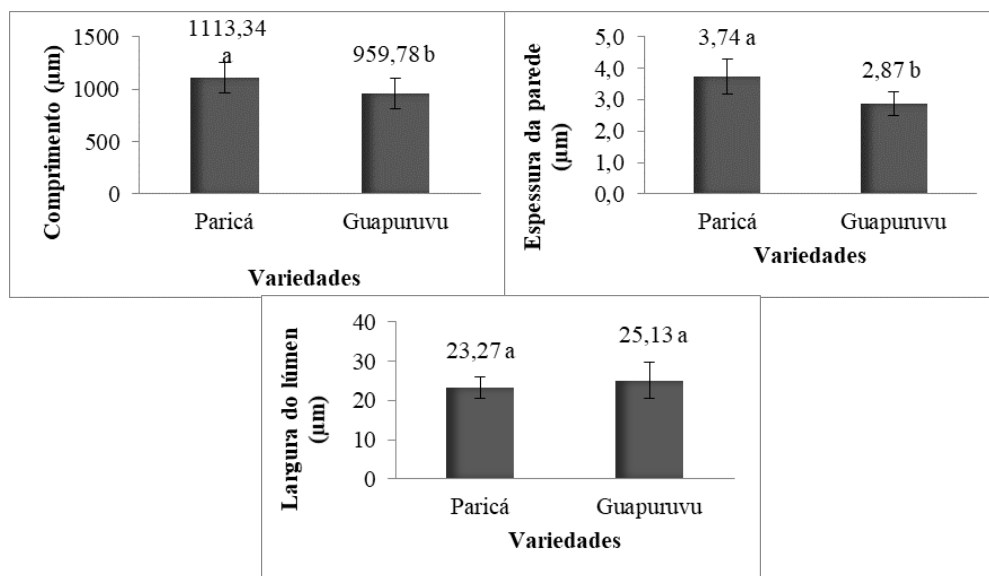 Comprimento (µm)
1500
1000
500
0
1113,34
a
959,78 b
Paricá
Guapuruvu
Variedades
Espessura da parede
(µm)
5,0
4,0
3,0
2,0
1,0
0,0
3,74 a
2,87 b
Paricá
Guapuruvu
Variedades
Largura do lúmen
(µm)
40
30
20
10
0
23,27 a
25,13 a
Paricá
Guapuruvu
Variedades